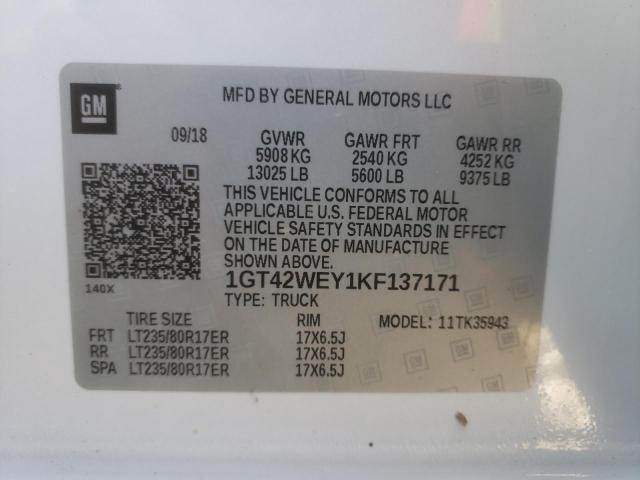 GM
MFD BY GENERAL MOTORS LLC
09/18 GVWR GAWR FRT GAWR RR
5908 KG 2540 KG 4252 KG
13025 LB 5600 LB 9375 LB
THIS VEHICLE CONFORMS TO ALL
APPLICABLE U.S. FEDERAL MOTOR
VEHICLE SAFETY STANDARDS IN EFFECT
ON THE DATE OF MANUFACTURE
SHOWN ABOVE.
140X 1GT42WEY1KF137171
TYPE: TRUCK
TIRE SIZE RIM MODEL: 11TK35943
FRT LT235/80R17ER 17X6.5J
RR LT235/80R17ER 17X6.5J
SPA LT235/80R17ER 17X6.5J